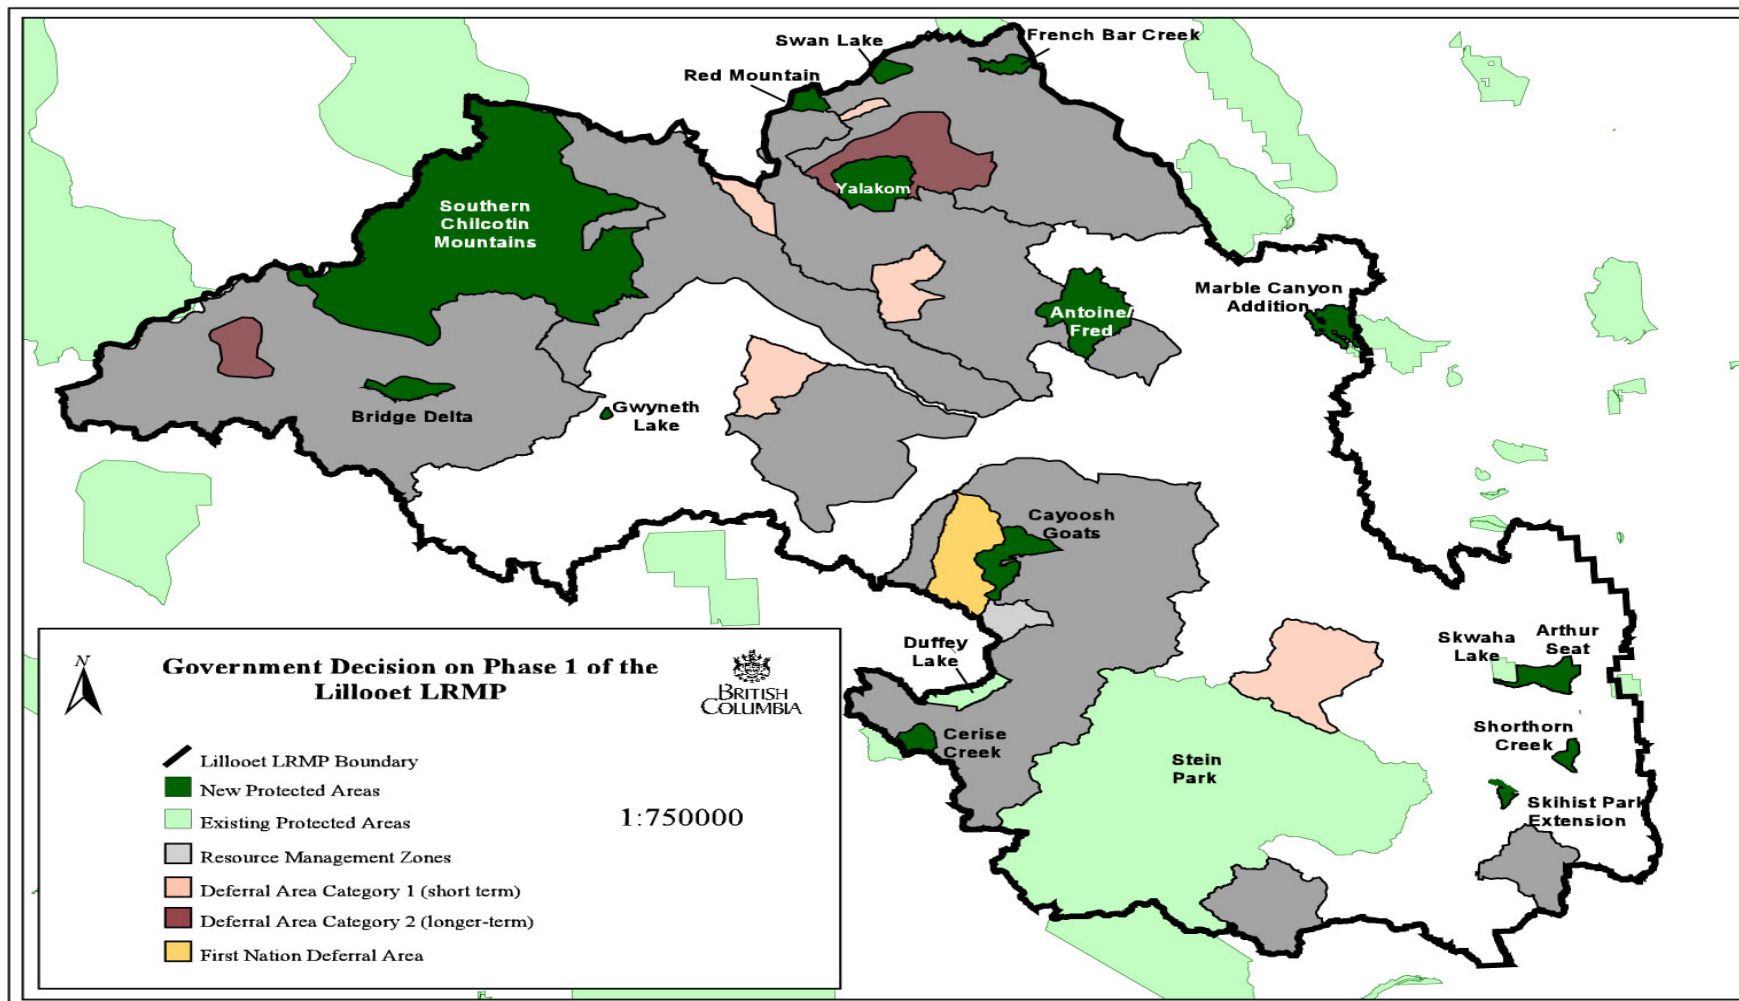 Swan Lake
French Bar Creek
Red Mountain
Yalakom
Southern
Chilcotin
Mountains
Marble Canyon
Addition
Antoine/
Fred
Bridge Delta
Gwyneth
Lake
Cayoosh
Goats
Duffey
Lake
Skwaha
Lake
Arthur
Seat
Cerise
Creek
Shorthorn
Creek
Stein
Park
Skihist Park
Extension
N
Government Decision on Phase 1 of the
Lillooet LRMP
BRITISH
COLUMBIA
Lillooet LRMP Boundary
New Protected Areas
Existing Protected Areas
1:750000
Resource Management Zones
Deferral Area Category 1 (short term)
Deferral Area Category 2 (longer-term)
First Nation Deferral Area